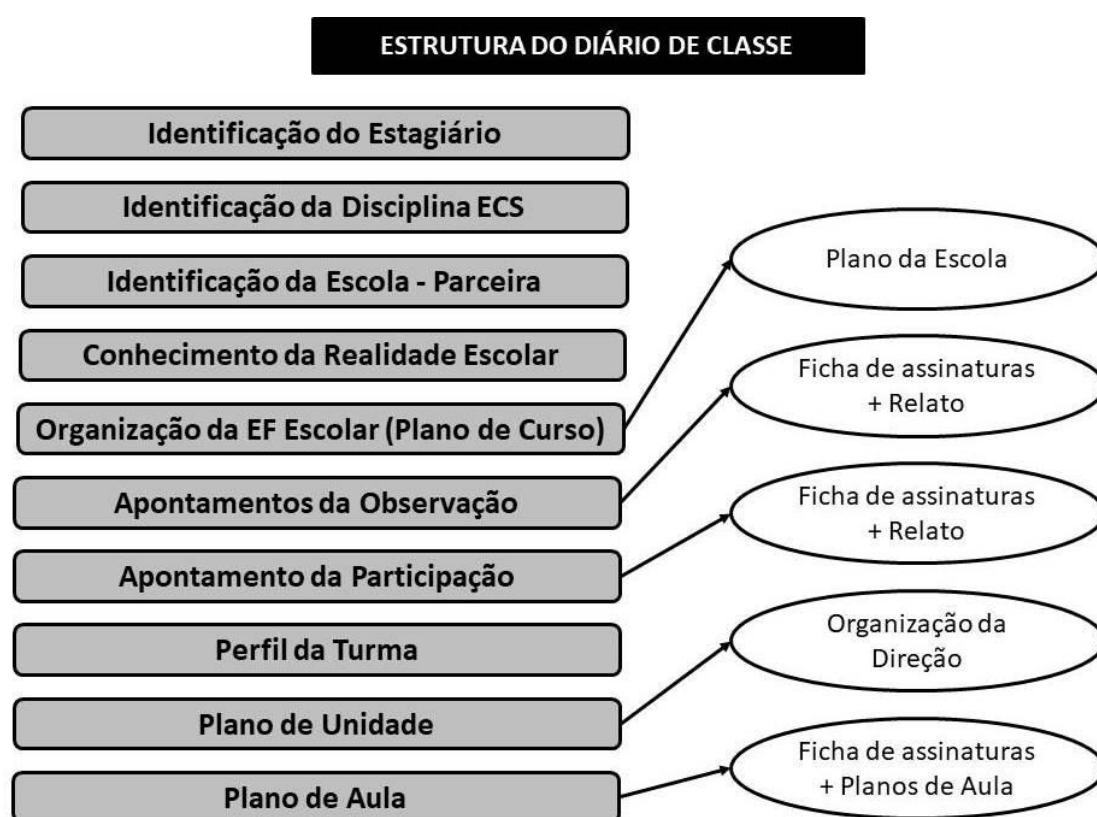 ESTRUTURA DO DIÁRIO DE CLASSE
Identificação do Estagiário
Identificação da Disciplina ECS
Identificação da Escola - Parceira
Conhecimento da Realidade Escolar
Organização da EF Escolar (Plano de Curso)
Apontamentos da Observação
Apontamento da Participação
Perfil da Turma
Plano de Unidade
Plano de Aula
Plano da Escola
Ficha de assinaturas
+ Relato
Ficha de assinaturas
+ Relato
Organização da
Direção
Ficha de assinaturas
+ Planos de Aula